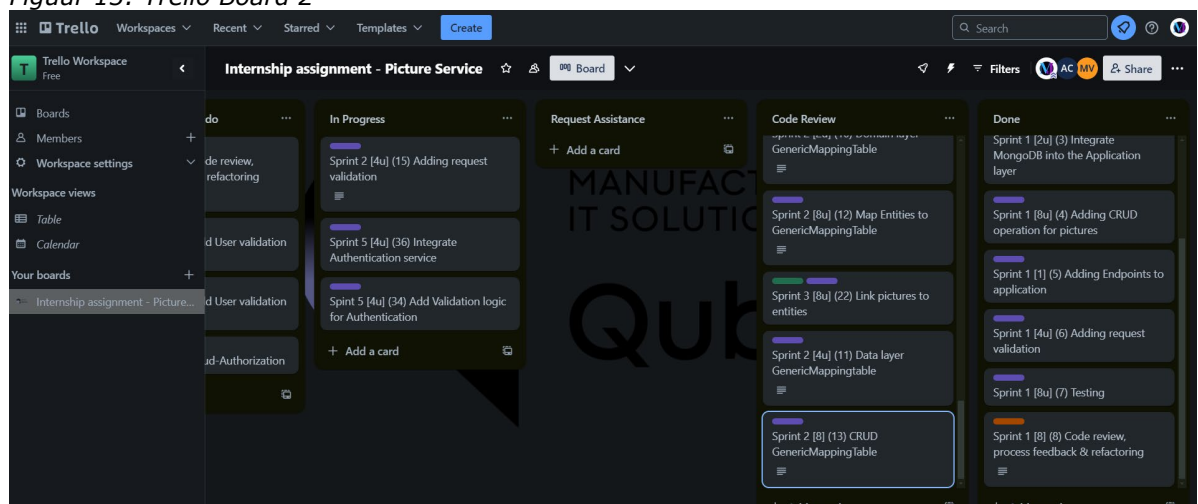 Figuur 13: Trello Board 2
Trello Workspaces Recent Starred Templates Create Search
T Trello Workspace
Free
Internship assignment - Picture Service Board Filters AC MV Share
Boards
Members
Workspace settings
Workspace views
Table
Calendar
Your boards
Internship assignment - Picture...
do
de review,
refactoring
d User validation
d User validation
ud-Authorization
In Progress
Sprint 2 [4u] (15) Adding request
validation
Sprint 5 [4u] (36) Integrate
Authentication service
Spint 5 [4u] (34) Add Validation logic
for Authentication
+ Add a card
Request Assistance
+ Add a card
MANUFACT
IT SOLUTIO
Qub
Code Review
GenericMappingTable
Sprint 2 [8u] (12) Map Entities to
GenericMappingTable
Sprint 3 [8u] (22) Link pictures to
entities
Sprint 2 [4u] (11) Data layer
GenericMappingtable
Sprint 2 [8] (13) CRUD
GenericMappingTable
Done
Sprint 1 [2u] (3) Integrate
MongoDB into the Application
layer
Sprint 1 [8u] (4) Adding CRUD
operation for pictures
Sprint 1 [1] (5) Adding Endpoints to
application
Sprint 1 [4u] (6) Adding request
validation
Sprint 1 [8u] (7) Testing
Sprint 1 [8] (8) Code review,
process feedback & refactoring